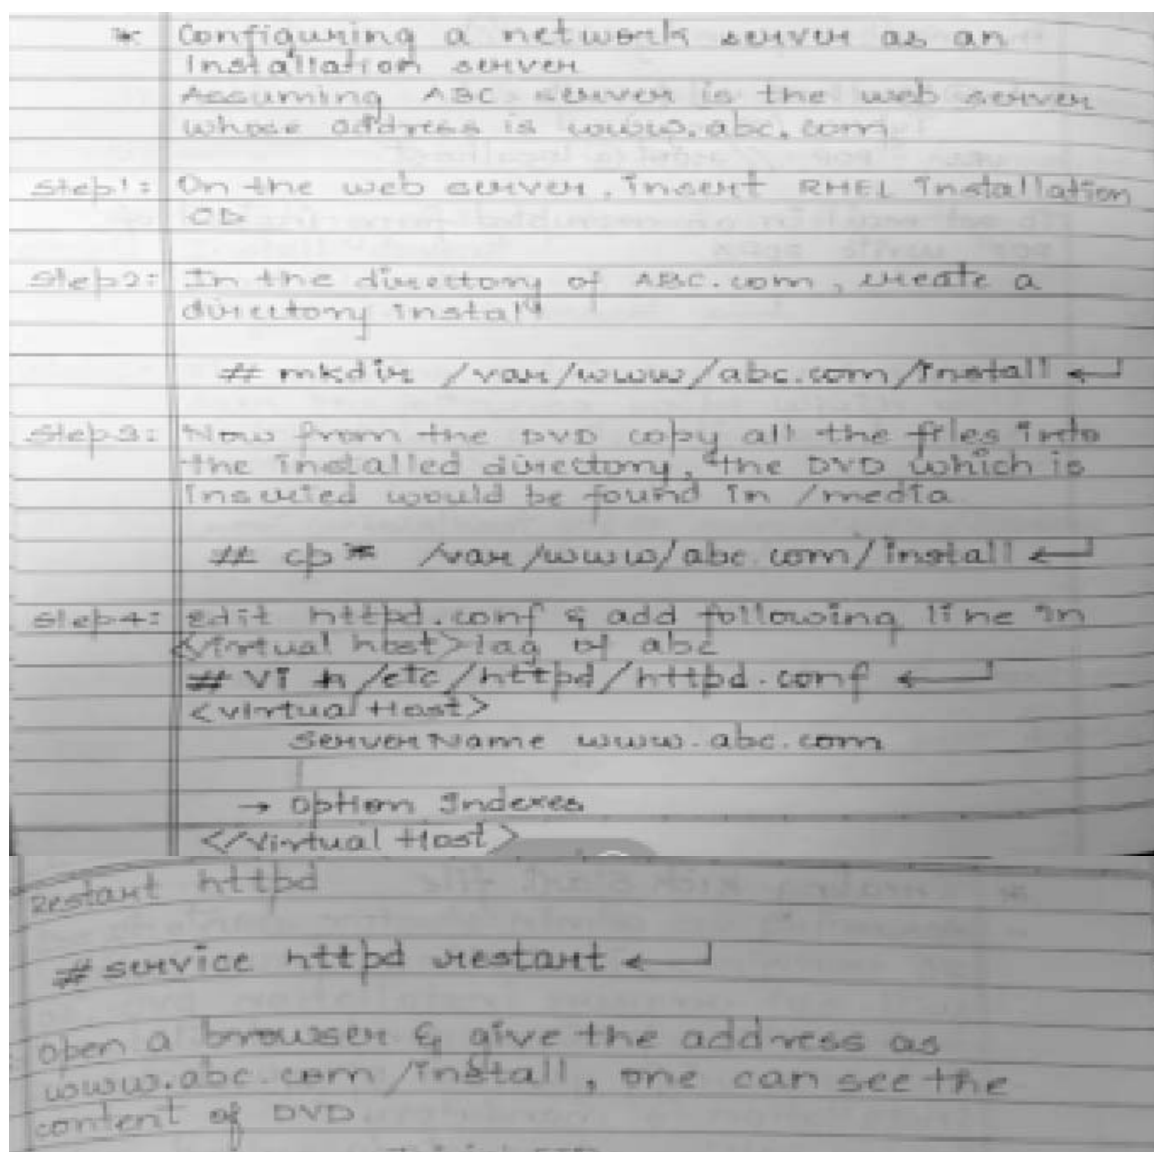 * Configuring a network server as an
Installation server
Assuming ABC server is the web server
whose address is www.abc.com
Step1: On the web server, insert RHEL Installation
CD
Step2: In the directory of ABC.com, create a
directory install
# mkdir /var/www/abc.com/install ↵
Step3: Now from the DVD copy all the files into
the installed directory, the DVD which is
inserted would be found in /media
# cp * /var/www/abc.com/install ↵
Step4: edit httpd.conf & add following line in
<Virtual host> tag of abc
# vi /etc/httpd/httpd.conf ↵
<virtual Host>
ServerName www.abc.com
→ option Indexes
</Virtual Host>
Restart httpd
# service httpd restart ↵
open a browser & give the address as
www.abc.com/install, one can see the
content of DVD.